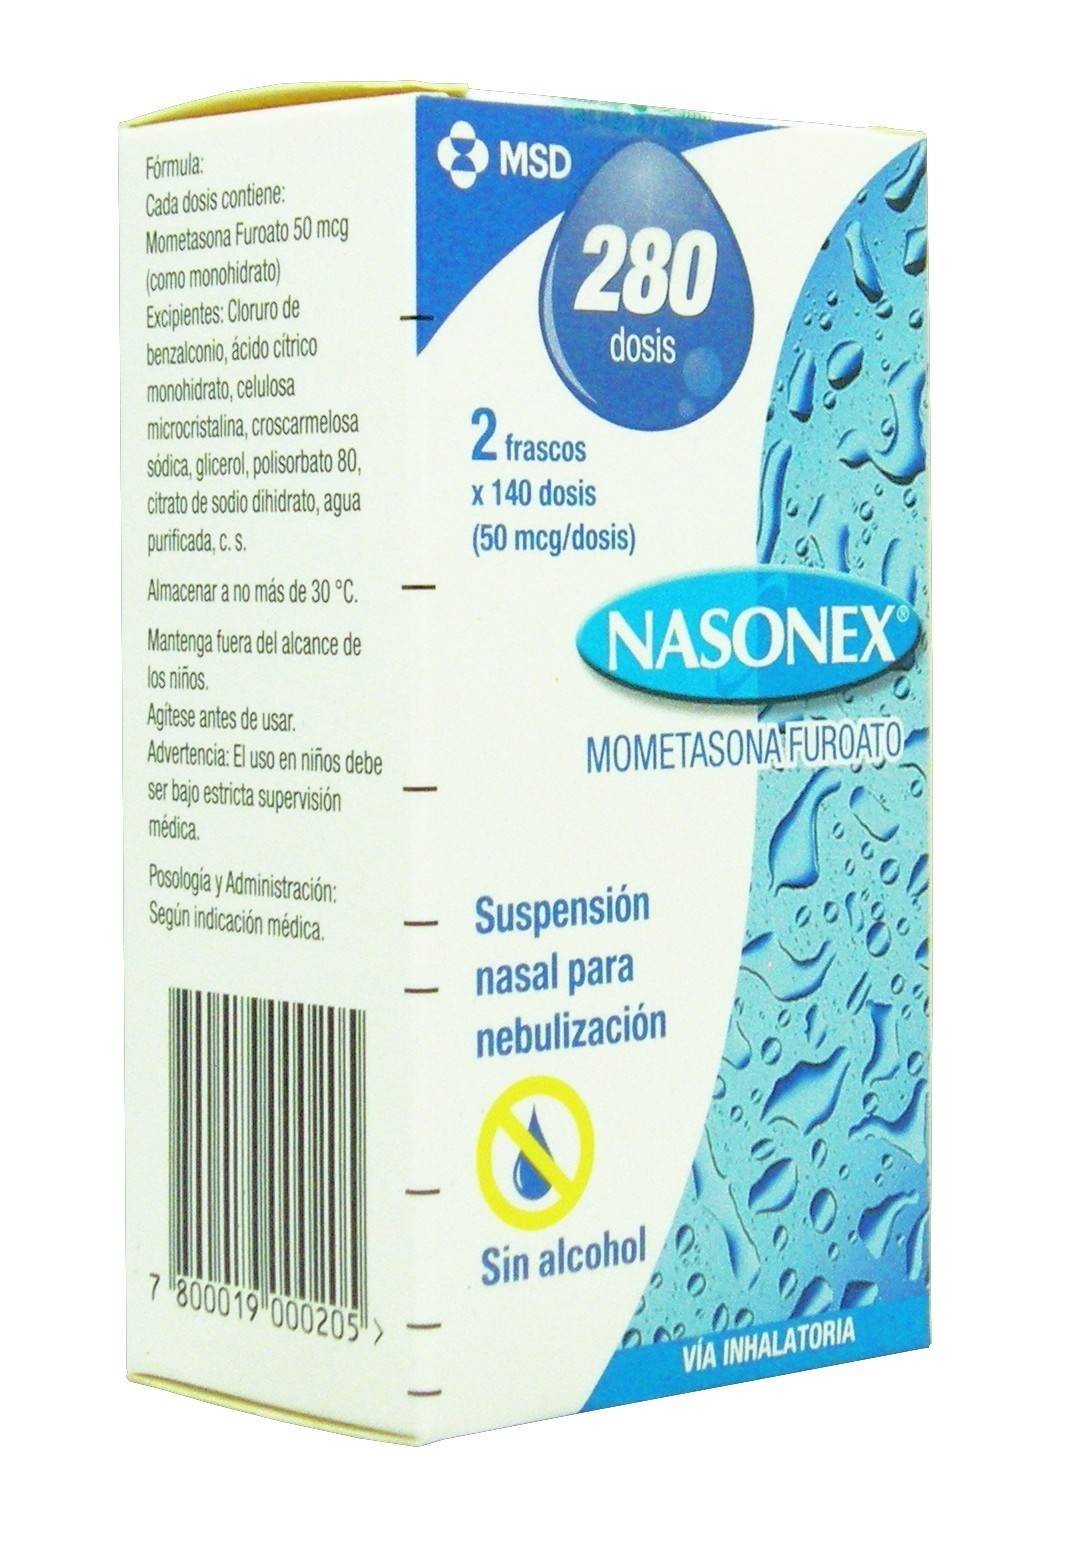 Fórmula:
Cada dosis contiene:
Mometasona Furoato 50 mcg
(como monohidrato)
Excipientes: Cloruro de
benzalconio, ácido cítrico
monohidrato, celulosa
microcristalina, croscarmelosa
sódica, glicerol, polisorbato 80,
citrato de sodio dihidrato, agua
purificada, c. s.
Almacenar a no más de 30 °C.
Mantenga fuera del alcance de
los niños.
Agítese antes de usar.
Advertencia: El uso en niños debe
ser bajo estricta supervisión
médica.
Posología y Administración:
Según indicación médica.
7 800019 000205 >
MSD
280
dosis
2 frascos
x 140 dosis
(50 mcg/dosis)
NASONEX®
MOMETASONA FUROATO
Suspensión
nasal para
nebulización
Sin alcohol
VÍA INHALATORIA